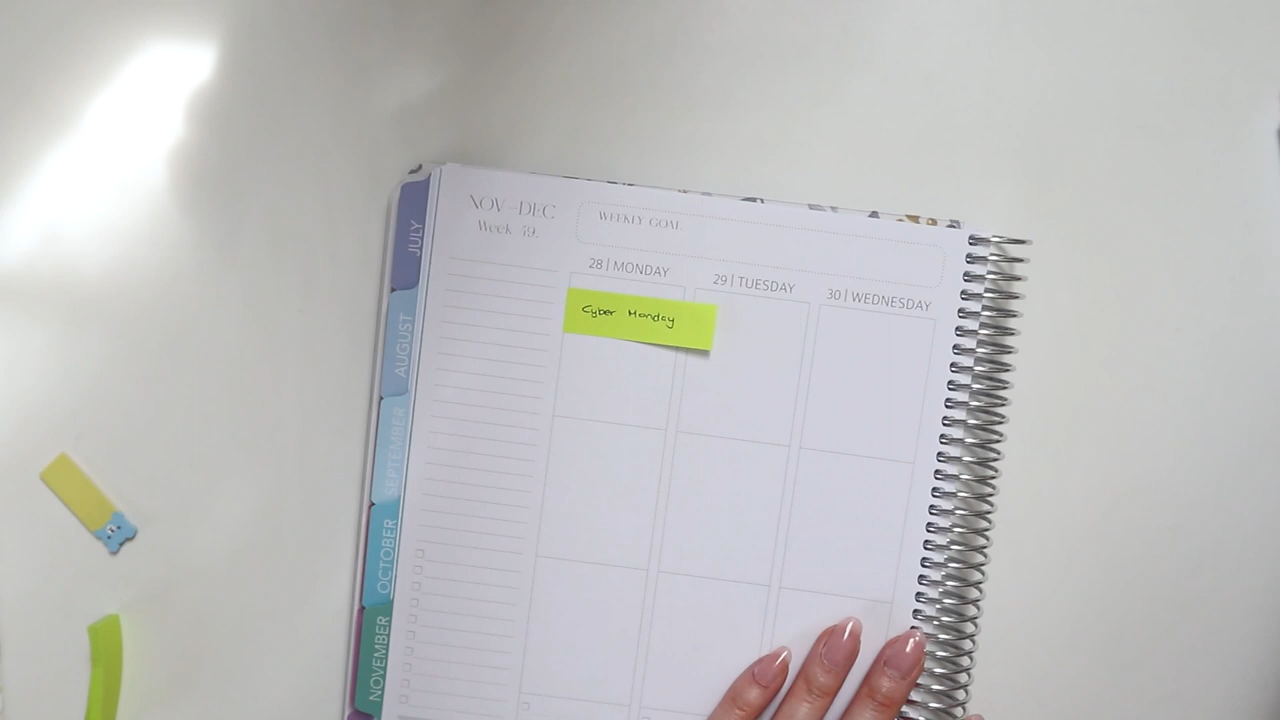 NOV-DEC
Week 49.
WEEKLY GOAL
28 | MONDAY
29 | TUESDAY
30 | WEDNESDAY
Cyber Monday
JULY
AUGUST
SEPTEMBER
OCTOBER
NOVEMBER